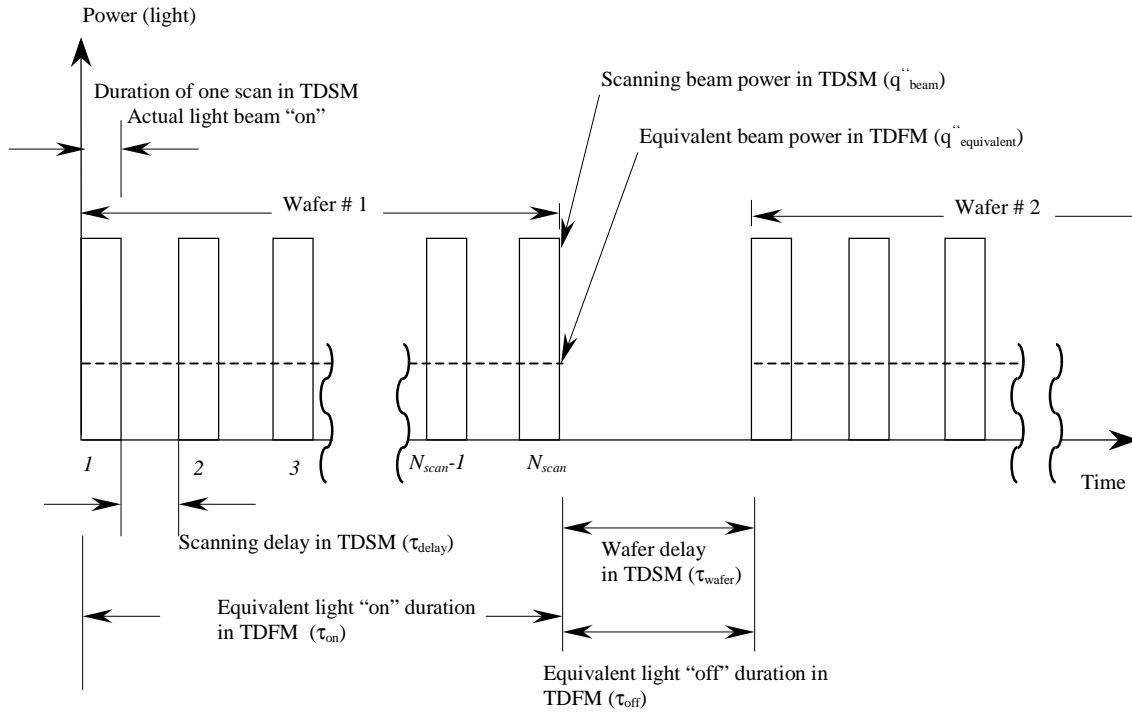 Power (light)
Duration of one scan in TDSM
Actual light beam “on”
Scanning beam power in TDSM (q“beam)
Equivalent beam power in TDFM (q“equivalent)
Wafer # 1
Wafer # 2
1
2
3
Nscan-1
Nscan
Time
Scanning delay in TDSM (τdelay)
Wafer delay
in TDSM (τwafer)
Equivalent light “on” duration
in TDFM (τon)
Equivalent light “off” duration in
TDFM (τoff)